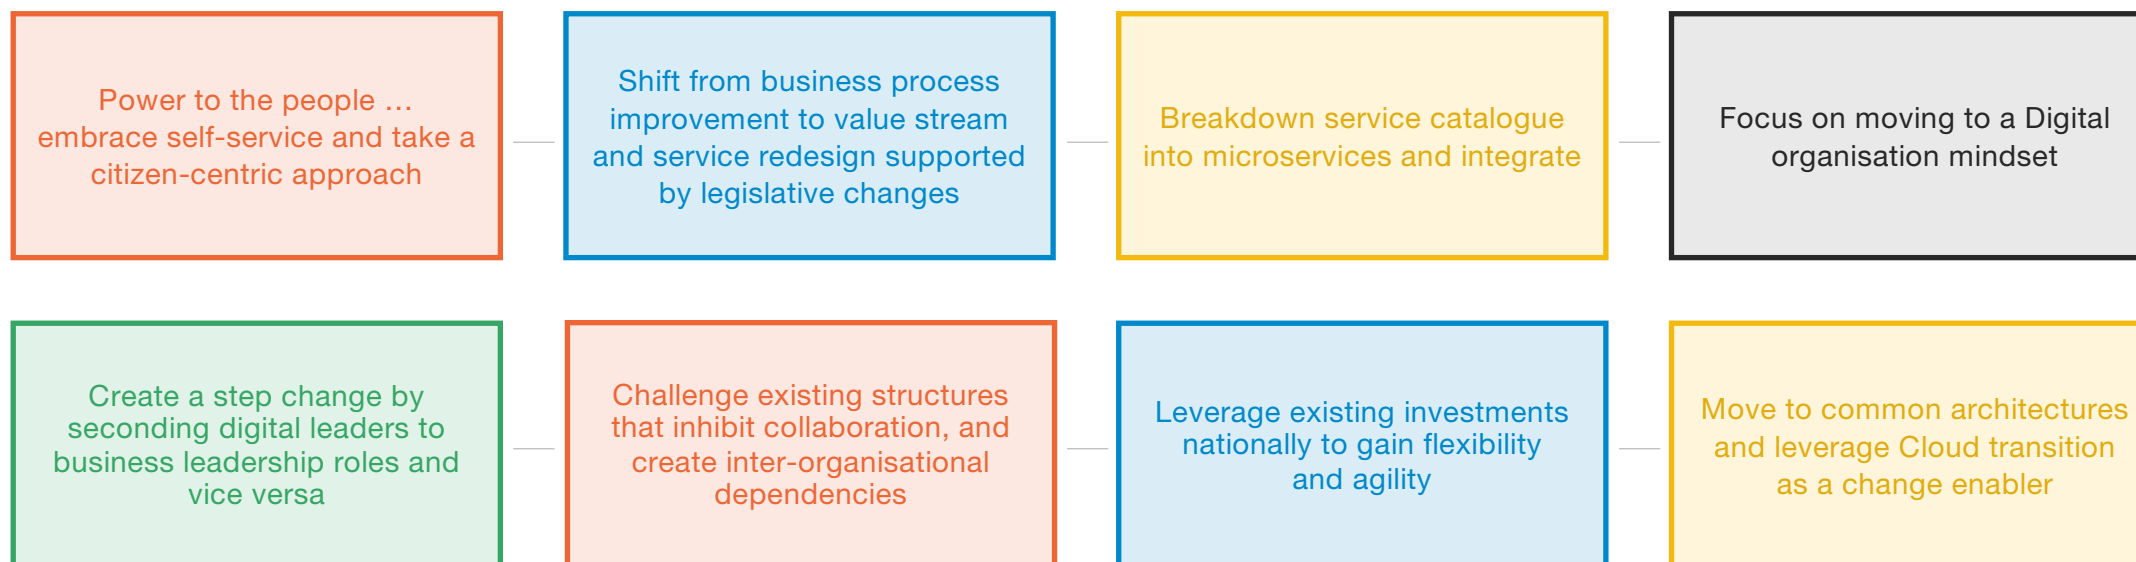 Power to the people …
embrace self-service and take a
citizen-centric approach
Shift from business process
improvement to value stream
and service redesign supported
by legislative changes
Breakdown service catalogue
into microservices and integrate
Focus on moving to a Digital
organisation mindset
Create a step change by
seconding digital leaders to
business leadership roles and
vice versa
Challenge existing structures
that inhibit collaboration, and
create inter-organisational
dependencies
Leverage existing investments
nationally to gain flexibility
and agility
Move to common architectures
and leverage Cloud transition
as a change enabler